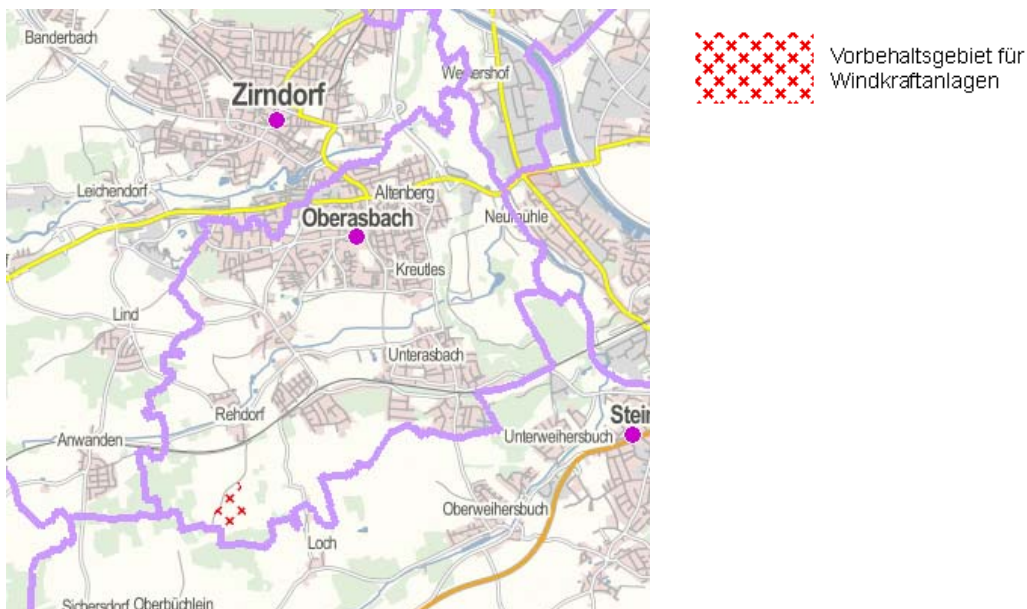 Banderbach
Weikershof
Zirndorf
Leichendorf
Altenberg
Oberasbach
Neumühle
Kreutles
Lind
Unterasbach
Rehdorf
Stein
Anwanden
Unterweihersbuch
Oberweihersbuch
Loch
Sichersdorf Oberbüchlein
Vorbehaltsgebiet für
Windkraftanlagen